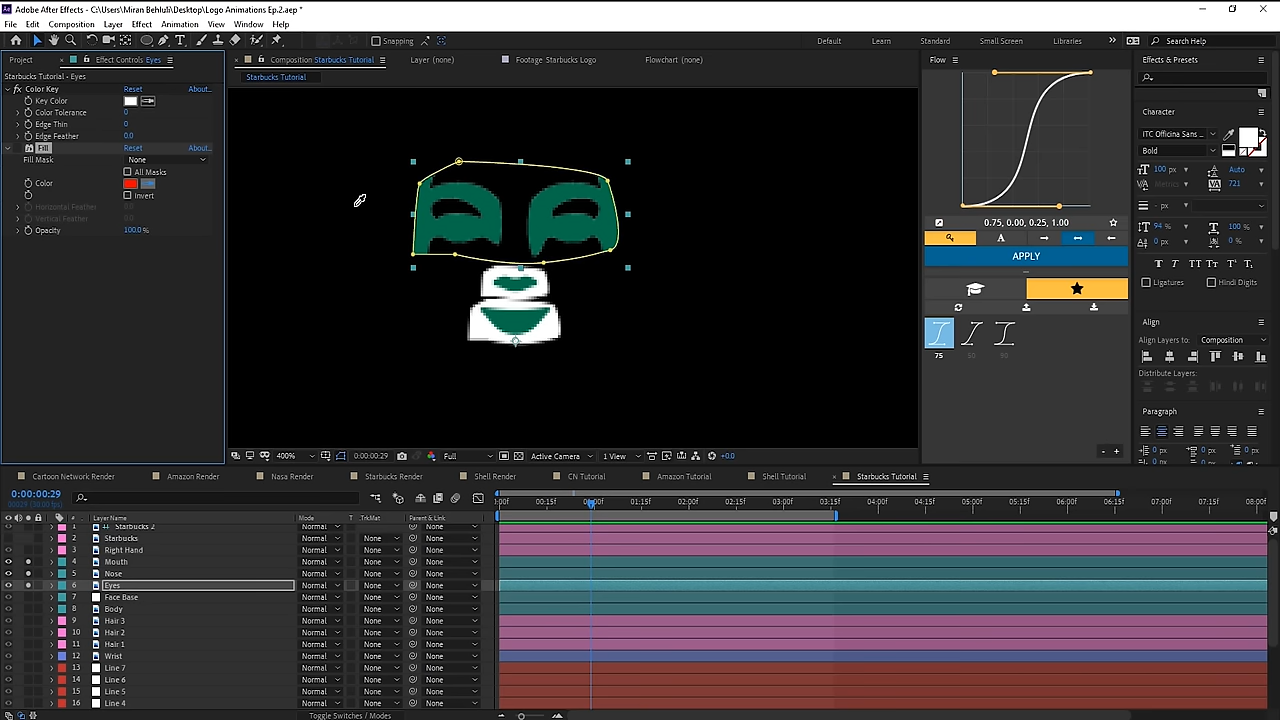 Adobe After Effects - C:\Users\Miran Behluli\Desktop\Logo Animations Ep.2.aep *
File Edit Composition Layer Effect Animation View Window Help
Snapping Default Learn Standard Small Screen Libraries Search Help
Project Effect Controls Eyes Composition Starbucks Tutorial Layer (none) Footage Starbucks Logo Flowchart (none) Flow Effects & Presets
Starbucks Tutorial - Eyes Starbucks Tutorial
fx Color Key Reset About...
Key Color
Color Tolerance 0
Edge Thin 0
Edge Feather 0.0
Fill Reset About...
Fill Mask None
All Masks
Color
Invert
Horizontal Feather 0.0
Vertical Feather 0.0
Opacity 100.0 %
0.75, 0.00, 0.25, 1.00
APPLY
75 50 99
Character
ITC Officina Sans ...
Bold
100 px Auto
Metrics 721
- px
94 % 100 %
0 px 0 %
Ligatures Hindi Digits
Align
Align Layers to: Composition
Distribute Layers:
Paragraph
0 px 0 px
400% 0:00:00:29 Full Active Camera 1 View +0.0
Cartoon Network Render Amazon Render Nasa Render Starbucks Render Shell Render CN Tutorial Amazon Tutorial Shell Tutorial Starbucks Tutorial
0:00:00:29
:00f 00:15f 01:00f 01:15f 02:00f 02:15f 03:00f 03:15f 04:00f 04:15f 05:00f 05:15f 06:00f 06:15f 07:00f 07:15f 08:00f
# Layer Name Mode T TrkMat Parent & Link
1 Starbucks 2 Normal None
2 Starbucks Normal None None
3 Right Hand Normal None None
4 Mouth Normal None None
5 Nose Normal None None
6 Eyes Normal None None
7 Face Base Normal None None
8 Body Normal None None
9 Hair 3 Normal None None
10 Hair 2 Normal None None
11 Hair 1 Normal None None
12 Wrist Normal None None
13 Line 7 Normal None None
14 Line 6 Normal None None
15 Line 5 Normal None None
16 Line 4 Normal None None
Toggle Switches / Modes